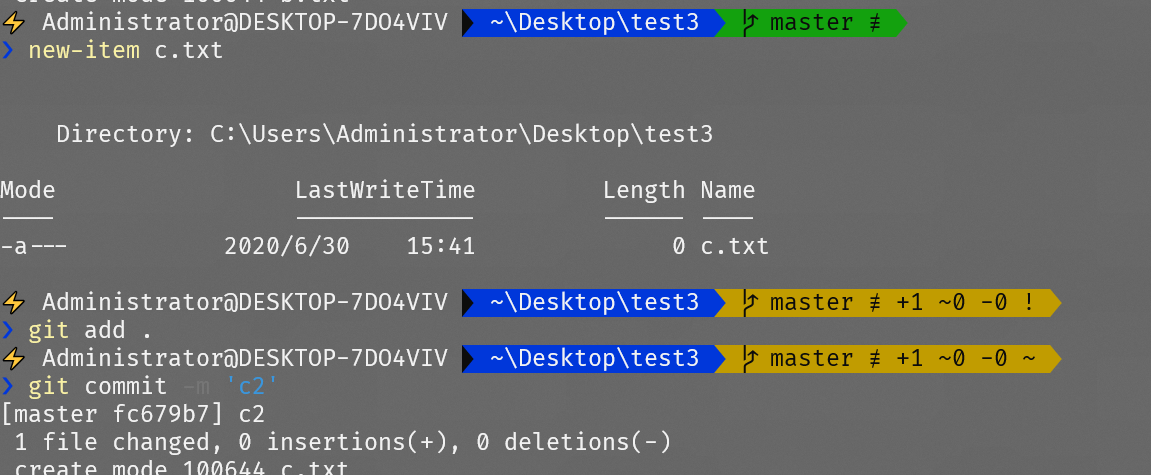 create mode 100644 b.txt
⚡ Administrator@DESKTOP-7DO4VIV ~\Desktop\test3 master ≢
❯ new-item c.txt
Directory: C:\Users\Administrator\Desktop\test3
Mode LastWriteTime Length Name
---- ------------- ------ ----
-a--- 2020/6/30 15:41 0 c.txt
⚡ Administrator@DESKTOP-7DO4VIV ~\Desktop\test3 master ≢ +1 ~0 -0 !
❯ git add .
⚡ Administrator@DESKTOP-7DO4VIV ~\Desktop\test3 master ≢ +1 ~0 -0 ~
❯ git commit -m 'c2'
[master fc679b7] c2
1 file changed, 0 insertions(+), 0 deletions(-)
create mode 100644 c.txt